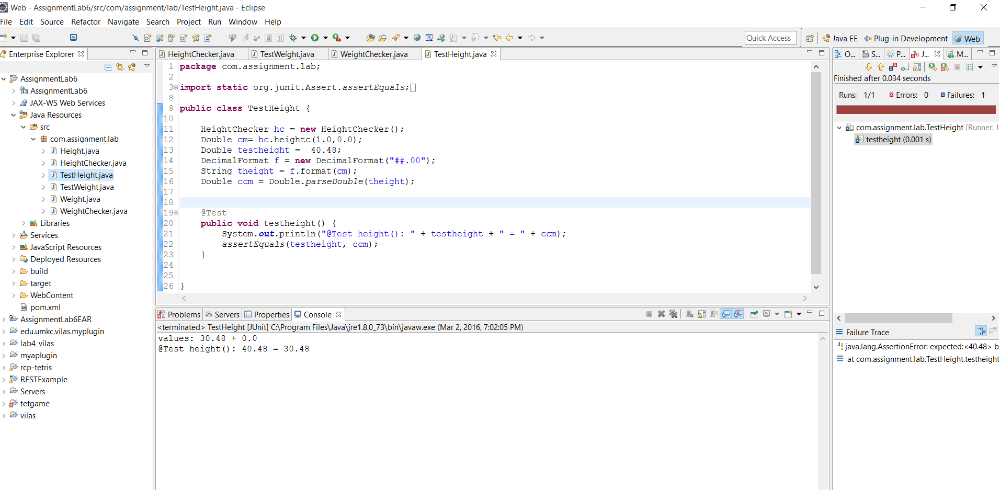 Web - AssignmentLab6/src/com/assignment/lab/TestHeight.java - Eclipse
File Edit Source Refactor Navigate Search Project Run Window Help
Quick Access Java EE Plug-in Development Web
Enterprise Explorer
AssignmentLab6
3.0 AssignmentLab6
JAX-WS Web Services
Java Resources
src
com.assignment.lab
Height.java
HeightChecker.java
TestHeight.java
TestWeight.java
Weight.java
WeightChecker.java
Libraries
Services
JavaScript Resources
Deployed Resources
build
target
WebContent
pom.xml
AssignmentLab6EAR
edu.umkc.vilas.myplugin
lab4_vilas
myaplugin
rcp-tetris
RESTExample
Servers
tetgame
vilas
HeightChecker.java TestWeight.java WeightChecker.java TestHeight.java
1 package com.assignment.lab;
2
3 import static org.junit.Assert.assertEquals;
8
9 public class TestHeight {
10
11 HeightChecker hc = new HeightChecker();
12 Double cm= hc.heightc(1.0,0.0);
13 Double testheight =  40.48;
14 DecimalFormat f = new DecimalFormat("##.00");
15 String theight = f.format(cm);
16 Double ccm = Double.parseDouble(theight);
17
18
19 @Test
20 public void testheight() {
21 System.out.println("@Test height(): " + testheight + " = " + ccm);
22 assertEquals(testheight, ccm);
23 }
24
25
26 }
Problems Servers Properties Console
<terminated> TestHeight [JUnit] C:\Program Files\Java\jre1.8.0_73\bin\javaw.exe (Mar 2, 2016, 7:02:05 PM)
values: 30.48 + 0.0
@Test height(): 40.48 = 30.48
O... S... P... J... M...
Finished after 0.034 seconds
Runs: 1/1 Errors: 0 Failures: 1
com.assignment.lab.TestHeight [Runner: J
testheight (0.001 s)
Failure Trace
java.lang.AssertionError: expected:<40.48> b
at com.assignment.lab.TestHeight.testheight